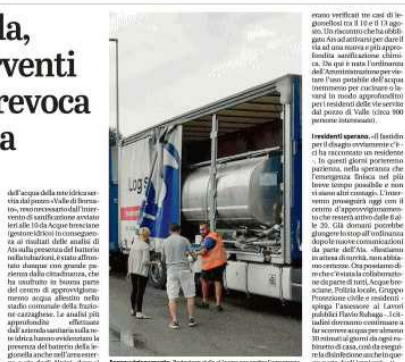 la,
venti
revoca
a
dell'acqua della rete idrica ser-
vita dal pozzo «Valle di Borna-
to», reso necessario dall'inter-
vento di sanificazione avviato
ieri alle 10 da Acque bresciane
(gestore idrico) in conseguen-
za ai risultati delle analisi di
Ats sulla presenza del batterio
nella tubazioni, è stato affron-
tato dunque con grande pa-
zienza dalla cittadinanza, che
ha usufruito in buona parte
del centro di approvvigiona-
mento acqua allestito nello
stadio comunale della frazio-
ne cazzaghese. Le analisi più
approfondite effettuate
dall'azienda sanitaria sulla re-
te idrica hanno evidenziato la
presenza del batterio della le-
gionella anche nell'area ester-
Log s
erano verificati tre casi di le-
gionellosi tra il 10 e il 13 ago-
sto. Un riscontro che ha obbli-
gato Ats ad attivarsi per dare il
via ad una nuova e più appro-
fondita sanificazione chimi-
ca. Da qui è nata l'ordinanza
dell'Amministrazione per vie-
tare l'uso potabile dell'acqua
(nemmeno per cucinare o la-
varsi in modo approfondito)
per i residenti delle vie servite
dal pozzo di Valle (circa 900
persone interessate).
I residenti sperano. «Il fastidio
per il disagio ovviamente c'è -
ci ha raccontato un residente
-. In questi giorni porteremo
pazienza, nella speranza che
l'emergenza finisca nel più
breve tempo possibile e non
vi siano altri contagi». L'inter-
vento proseguirà oggi con il
centro d'approvvigionamen-
to che resterà attivo dalle 8 al-
le 20. Già domani potrebbe
giungere lo stop all'ordinanza
dopo le nuove comunicazioni
da parte dell'Ats. «Restiamo
in attesa di novità, non abbia-
mo certezze. Ora possiamo di-
re che c'è stata la collaborazio-
ne da parte di tutti, Acque bre-
sciane, Polizia locale, Gruppo
Protezione civile e residenti -
spiega l'assessore ai Lavori
pubblici Flavio Rubaga -. I cit-
tadini dovranno continuare a
far scorrere acqua almeno
30 minuti al giorno da ogni ru-
binetto di casa, così da esegui-
re la disinfezione anche in que-